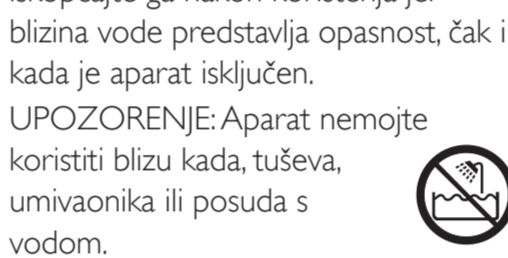 blizina vode predstavlja opasnost, čak i
kada je aparat isključen.
UPOZORENJE: Aparat nemojte
koristiti blizu kada, tuševa,
umivaonika ili posuda s
vodom.